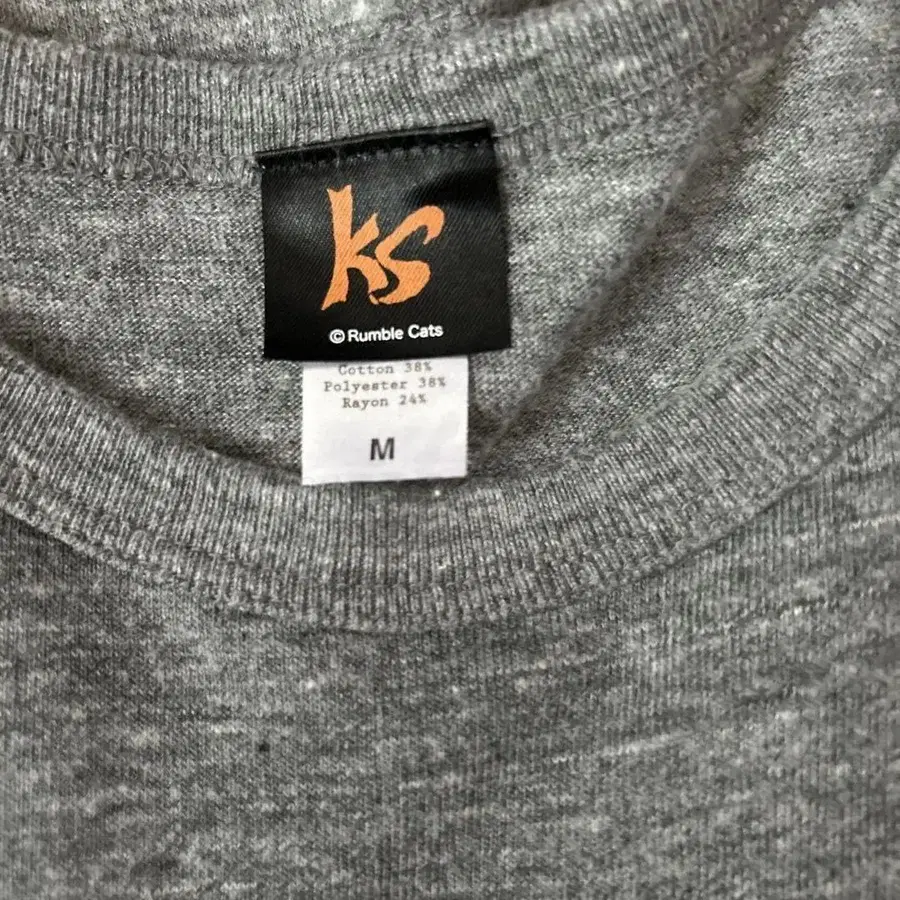 ks
© Rumble Cats
Cotton 38%
Polyester 38%
Rayon 24%
M